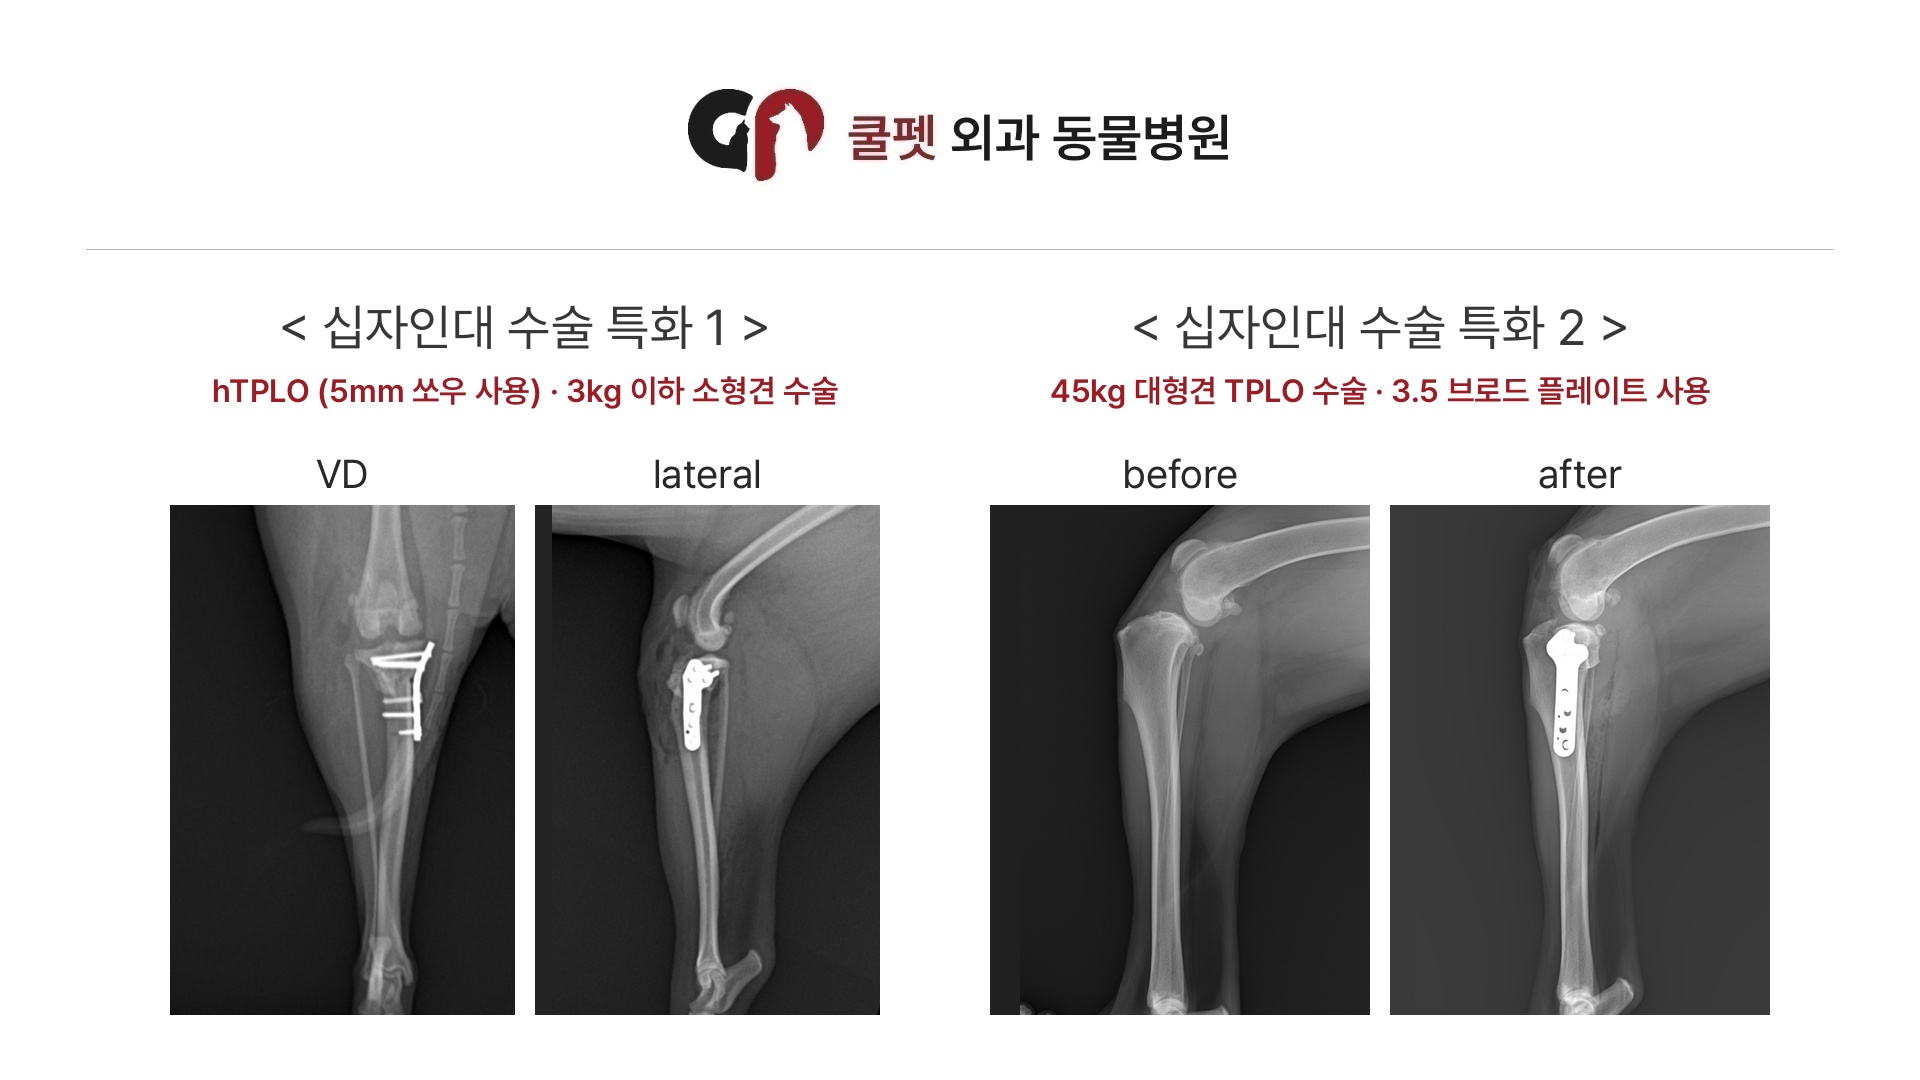 쿨펫 외과 동물병원
< 십자인대 수술 특화 1 >
hTPLO (5mm 쏘우 사용) · 3kg 이하 소형견 수술
VD
lateral
< 십자인대 수술 특화 2 >
45kg 대형견 TPLO 수술 · 3.5 브로드 플레이트 사용
before
after